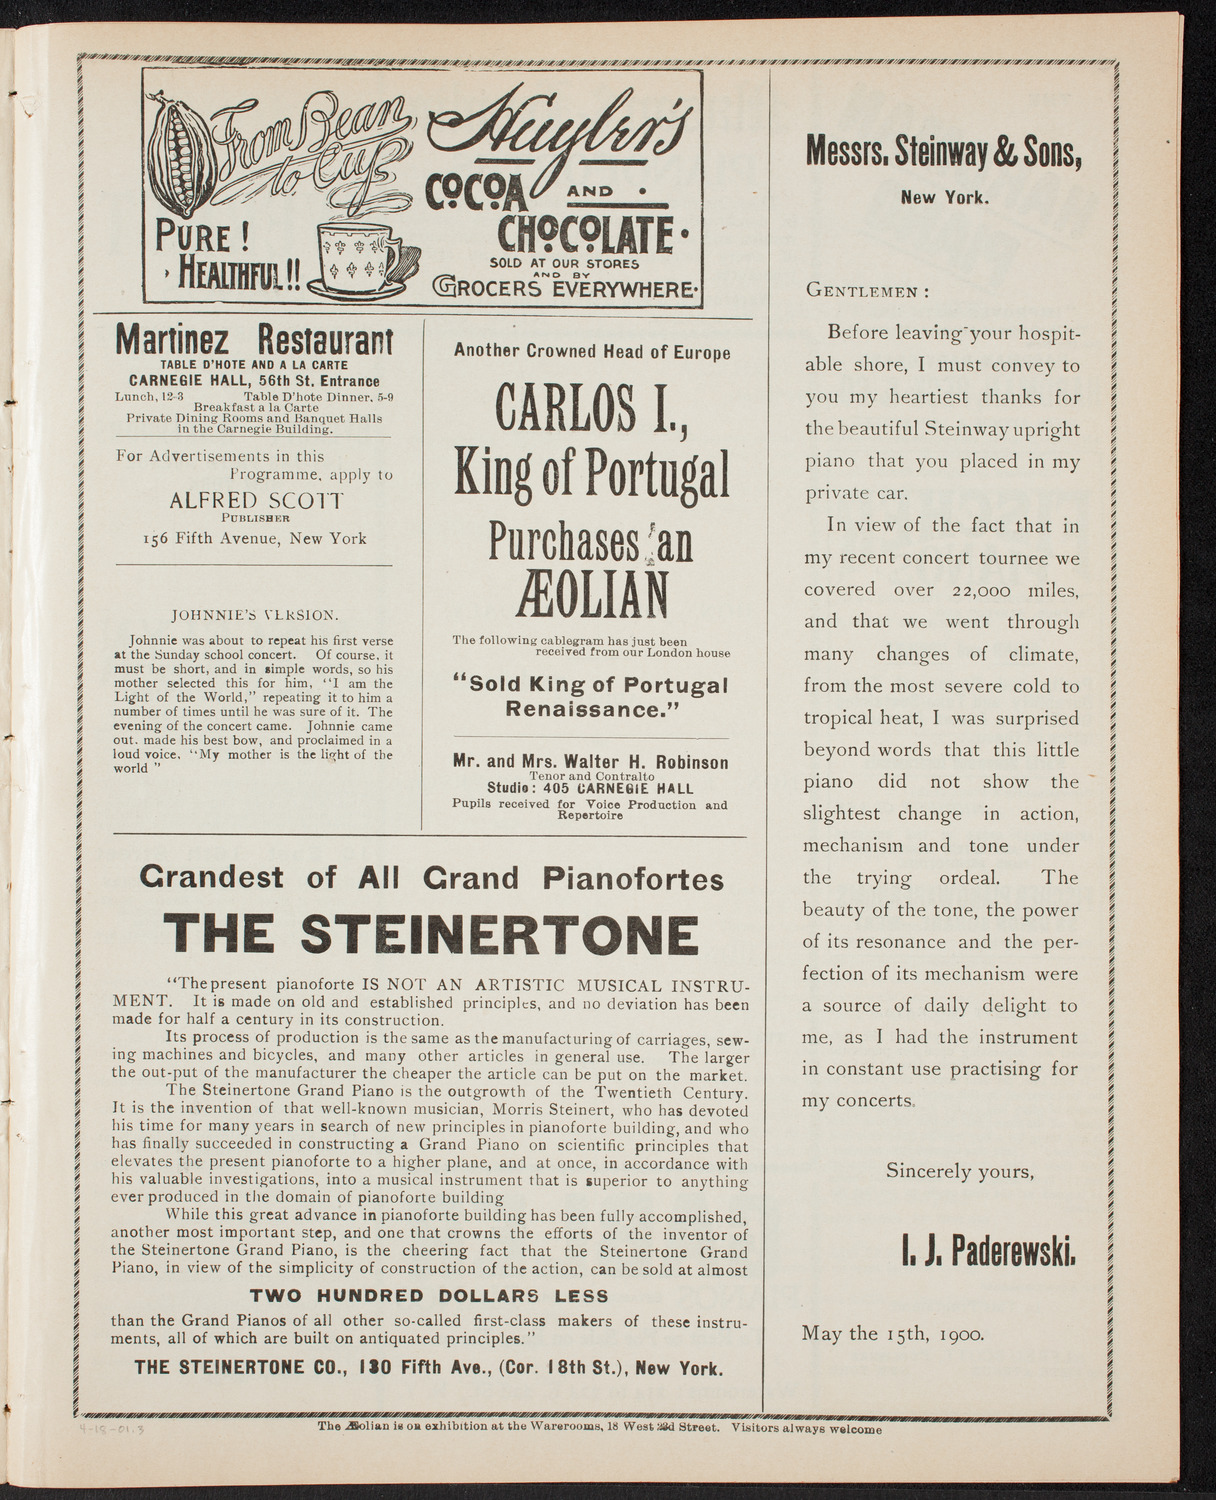 From Bean
to Cup
PURE!
HEALTHFUL!!
Huyler's
COCOA AND
CHOCOLATE
SOLD AT OUR STORES
AND BY
GROCERS EVERYWHERE
Martinez Restaurant
TABLE D'HOTE AND A LA CARTE
CARNEGIE HALL, 56th St. Entrance
Lunch, 12-3 Table D'hote Dinner, 5-9
Breakfast a la Carte
Private Dining Rooms and Banquet Halls
in the Carnegie Building.
For Advertisements in this
Programme, apply to
ALFRED SCOTT
PUBLISHER
156 Fifth Avenue, New York
JOHNNIE'S VERSION.
Johnnie was about to repeat his first verse
at the Sunday school concert. Of course, it
must be short, and in simple words, so his
mother selected this for him, "I am the
Light of the World," repeating it to him a
number of times until he was sure of it. The
evening of the concert came. Johnnie came
out, made his best bow, and proclaimed in a
loud voice, "My mother is the light of the
world"
Another Crowned Head of Europe
CARLOS I.,
King of Portugal
Purchases an
ÆOLIAN
The following cablegram has just been
received from our London house
"Sold King of Portugal
Renaissance."
Mr. and Mrs. Walter H. Robinson
Tenor and Contralto
Studio: 405 CARNEGIE HALL
Pupils received for Voice Production and
Repertoire
Grandest of All Grand Pianofortes
THE STEINERTONE
"The present pianoforte IS NOT AN ARTISTIC MUSICAL INSTRU-
MENT. It is made on old and established principles, and no deviation has been
made for half a century in its construction.
Its process of production is the same as the manufacturing of carriages, sew-
ing machines and bicycles, and many other articles in general use. The larger
the out-put of the manufacturer the cheaper the article can be put on the market.
The Steinertone Grand Piano is the outgrowth of the Twentieth Century.
It is the invention of that well-known musician, Morris Steinert, who has devoted
his time for many years in search of new principles in pianoforte building, and who
has finally succeeded in constructing a Grand Piano on scientific principles that
elevates the present pianoforte to a higher plane, and at once, in accordance with
his valuable investigations, into a musical instrument that is superior to anything
ever produced in the domain of pianoforte building
While this great advance in pianoforte building has been fully accomplished,
another most important step, and one that crowns the efforts of the inventor of
the Steinertone Grand Piano, is the cheering fact that the Steinertone Grand
Piano, in view of the simplicity of construction of the action, can be sold at almost
TWO HUNDRED DOLLARS LESS
than the Grand Pianos of all other so-called first-class makers of these instru-
ments, all of which are built on antiquated principles."
THE STEINERTONE CO., 130 Fifth Ave., (Cor. 18th St.), New York.
Messrs. Steinway & Sons,
New York.
GENTLEMEN:
Before leaving your hospit-
able shore, I must convey to
you my heartiest thanks for
the beautiful Steinway upright
piano that you placed in my
private car.
In view of the fact that in
my recent concert tournee we
covered over 22,000 miles,
and that we went through
many changes of climate,
from the most severe cold to
tropical heat, I was surprised
beyond words that this little
piano did not show the
slightest change in action,
mechanism and tone under
the trying ordeal. The
beauty of the tone, the power
of its resonance and the per-
fection of its mechanism were
a source of daily delight to
me, as I had the instrument
in constant use practising for
my concerts.
Sincerely yours,
I. J. Paderewski.
May the 15th, 1900.
The Æolian is on exhibition at the Warerooms, 18 West 23d Street. Visitors always welcome
4-18-01.3